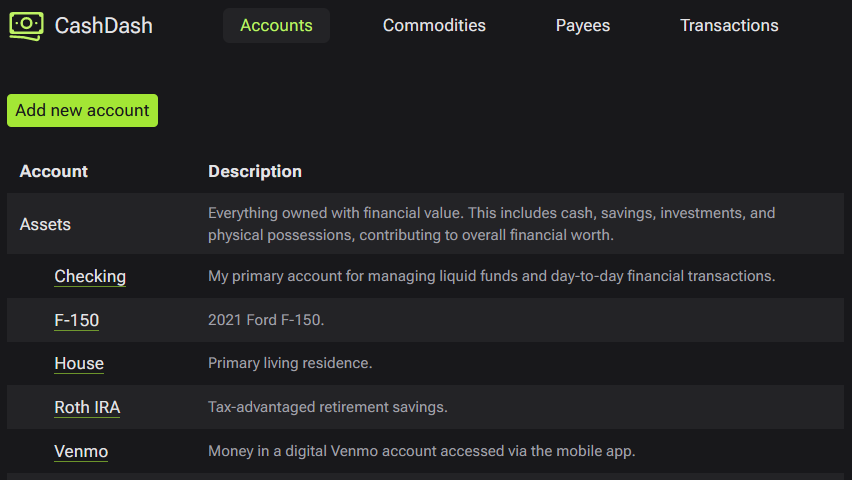 CashDash
Accounts
Commodities
Payees
Transactions
Add new account
Account
Description
Assets
Everything owned with financial value. This includes cash, savings, investments, and
physical possessions, contributing to overall financial worth.
Checking
My primary account for managing liquid funds and day-to-day financial transactions.
F-150
2021 Ford F-150.
House
Primary living residence.
Roth IRA
Tax-advantaged retirement savings.
Venmo
Money in a digital Venmo account accessed via the mobile app.